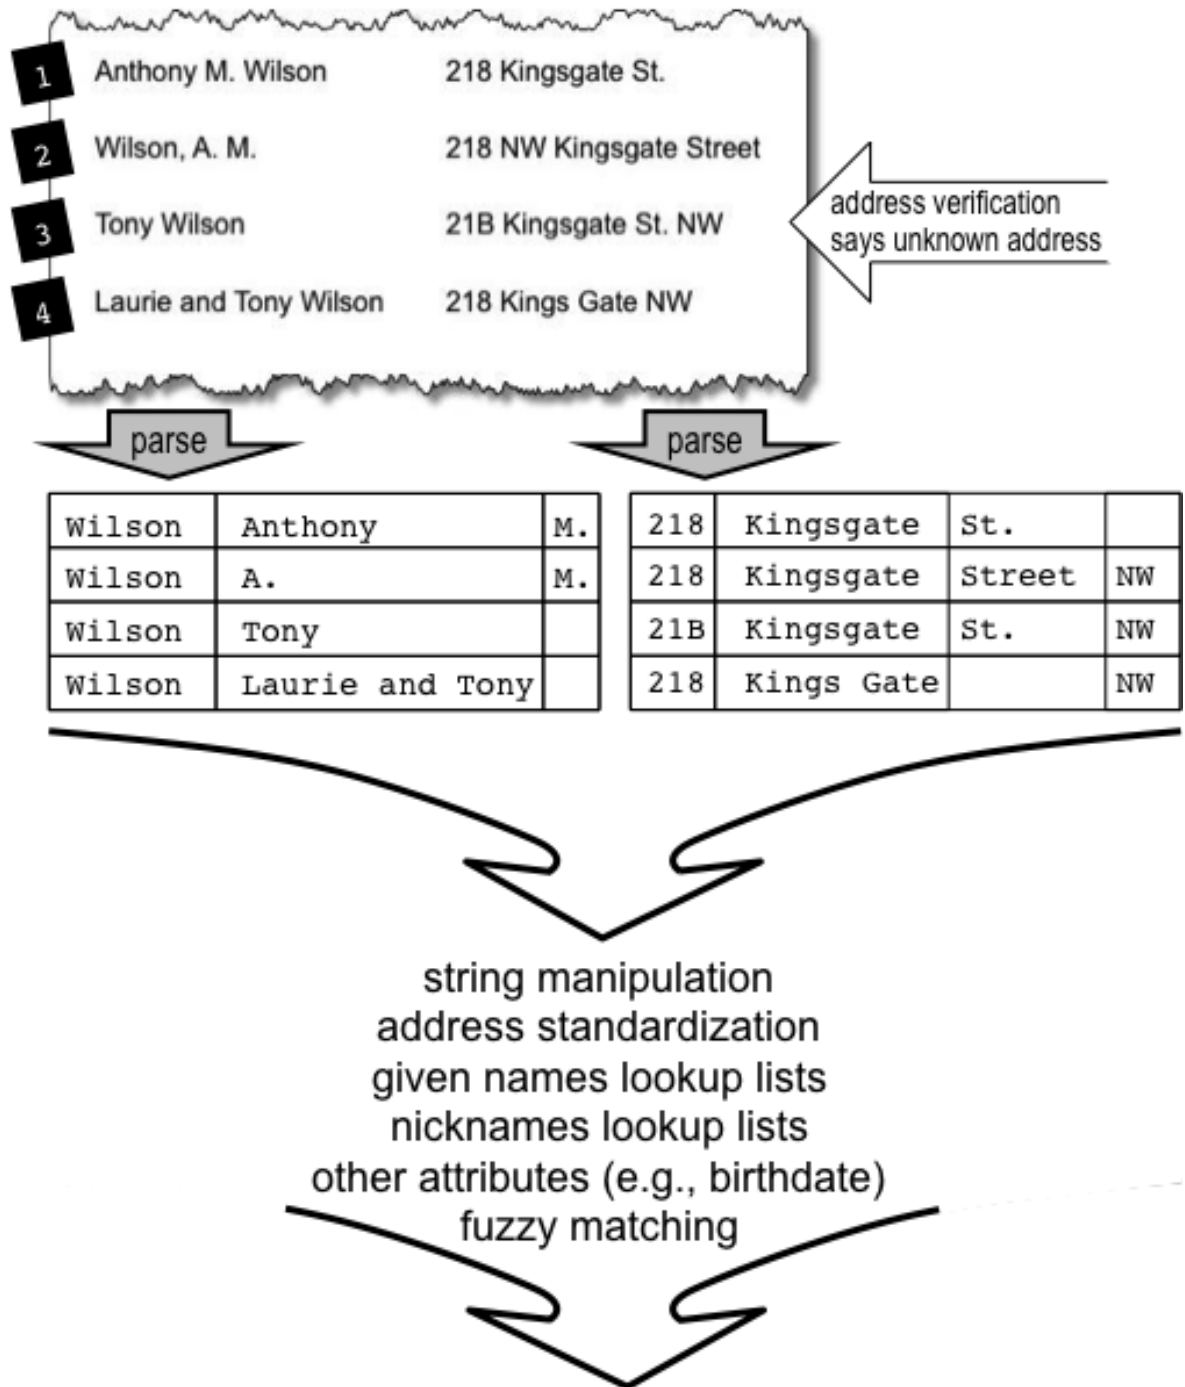 1 Anthony M. Wilson 218 Kingsgate St.
2 Wilson, A. M. 218 NW Kingsgate Street
3 Tony Wilson 21B Kingsgate St. NW
4 Laurie and Tony Wilson 218 Kings Gate NW
address verification
says unknown address
parse parse
Wilson Anthony M. 218 Kingsgate St.
Wilson A. M. 218 Kingsgate Street NW
Wilson Tony 21B Kingsgate St. NW
Wilson Laurie and Tony 218 Kings Gate NW
string manipulation
address standardization
given names lookup lists
nicknames lookup lists
other attributes (e.g., birthdate)
fuzzy matching